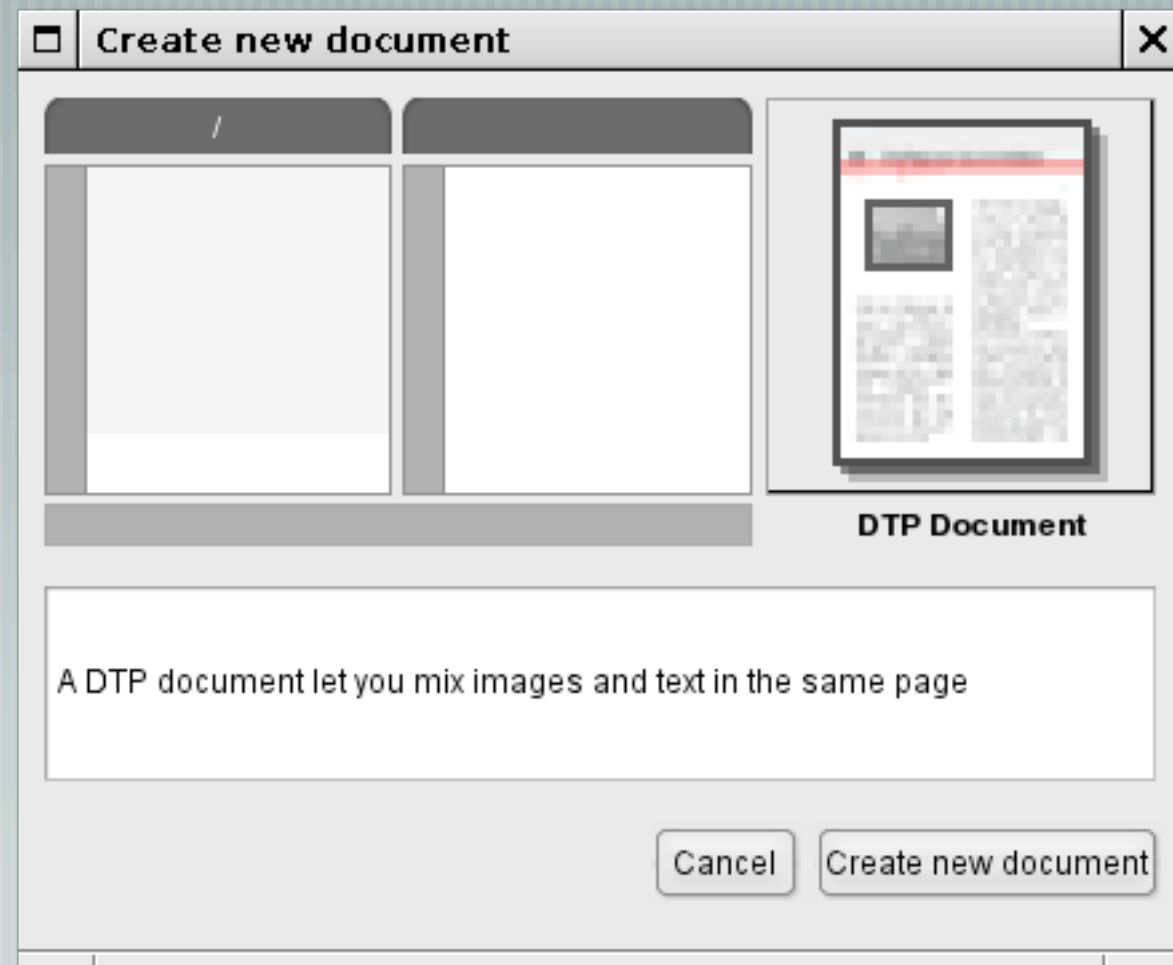 Create new document
/
DTP Document
A DTP document let you mix images and text in the same page
Cancel
Create new document